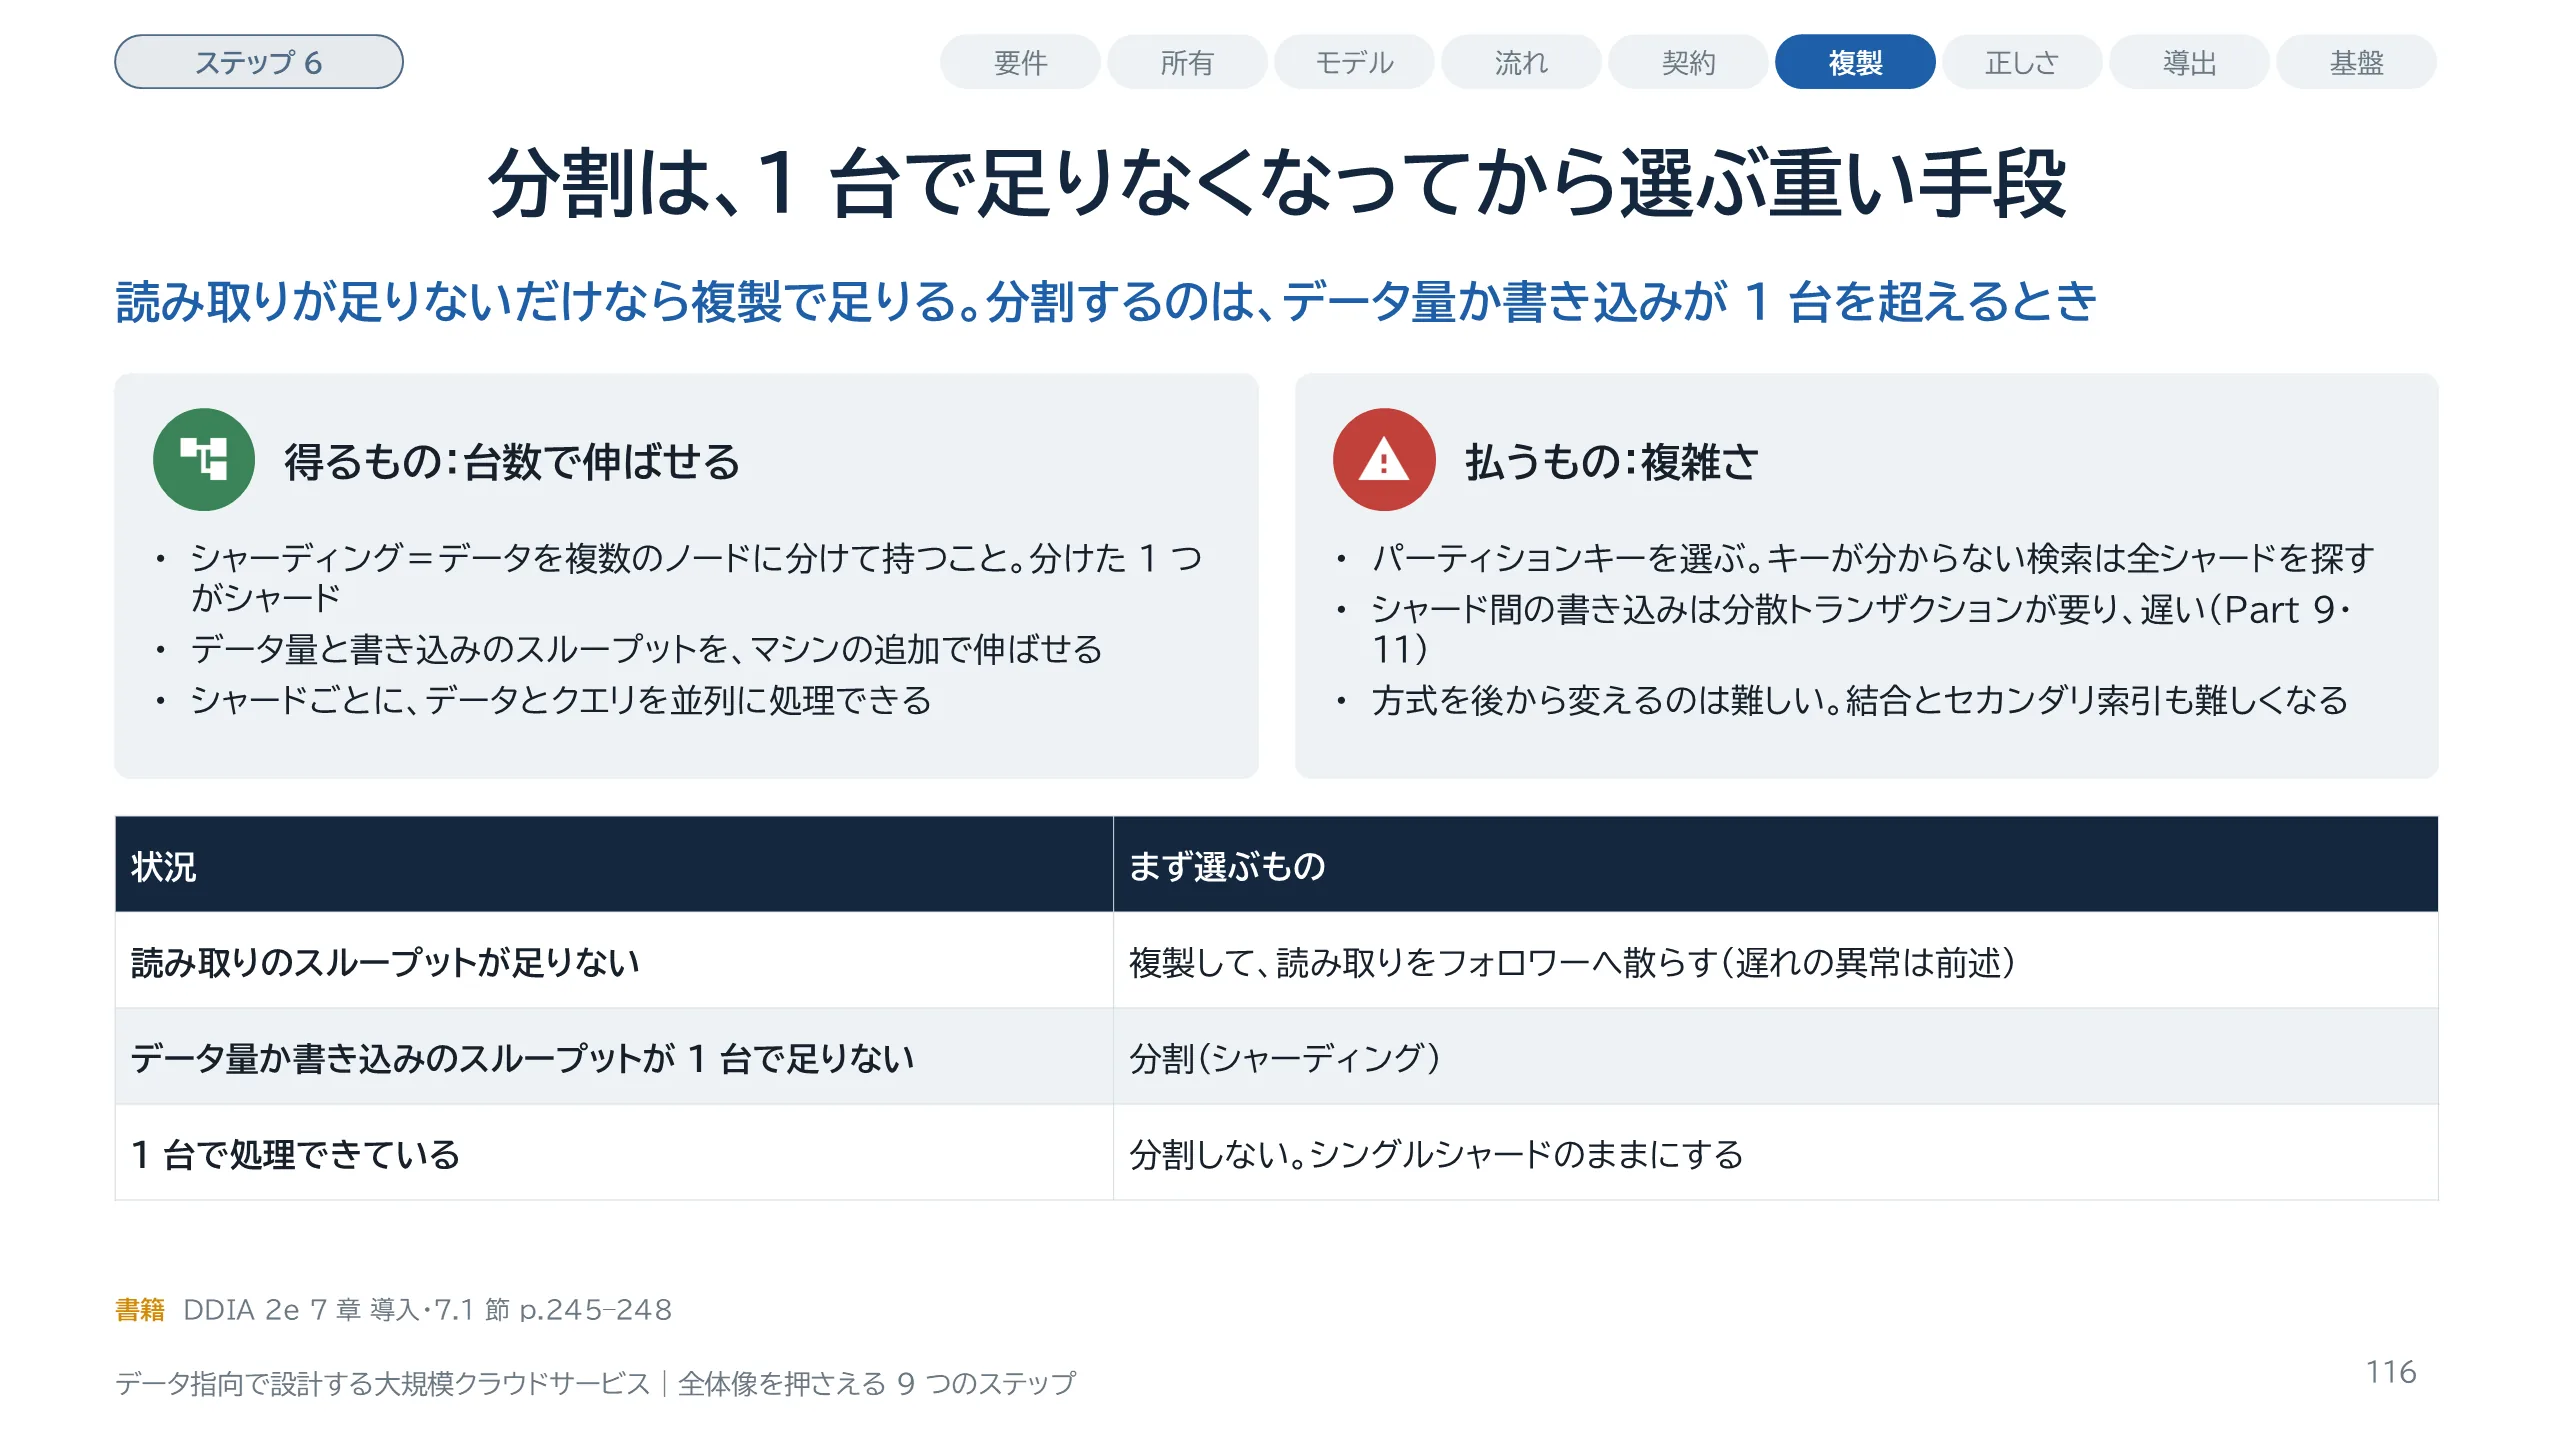 ステップ 6
要件
所有
モデル
流れ
契約
複製
正しさ
導出
基盤
分割は、1 台で足りなくなってから選ぶ重い手段
読み取りが足りないだけなら複製で足りる。分割するのは、データ量か書き込みが 1 台を超えるとき
得るもの：台数で伸ばせる
• シャーディング＝データを複数のノードに分けて持つこと。分けた 1 つ
がシャード
• データ量と書き込みのスループットを、マシンの追加で伸ばせる
• シャードごとに、データとクエリを並列に処理できる
払うもの：複雑さ
• パーティションキーを選ぶ。キーが分からない検索は全シャードを探す
• シャード間の書き込みは分散トランザクションが要り、遅い（Part 9・
11）
• 方式を後から変えるのは難しい。結合とセカンダリ索引も難しくなる
状況
まず選ぶもの
読み取りのスループットが足りない
複製して、読み取りをフォロワーへ散らす（遅れの異常は前述）
データ量か書き込みのスループットが 1 台で足りない
分割（シャーディング）
1 台で処理できている
分割しない。シングルシャードのままにする
書籍 DDIA 2e 7 章 導入・7.1 節 p.245–248
データ指向で設計する大規模クラウドサービス｜全体像を押さえる 9 つのステップ
116